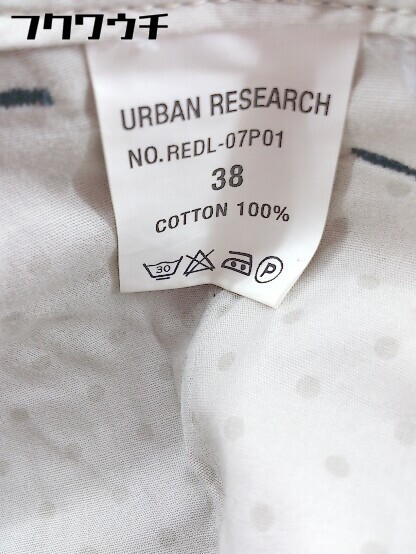 フクワウチ
URBAN RESEARCH
NO.REDL-07P01
38
COTTON 100%
30 P